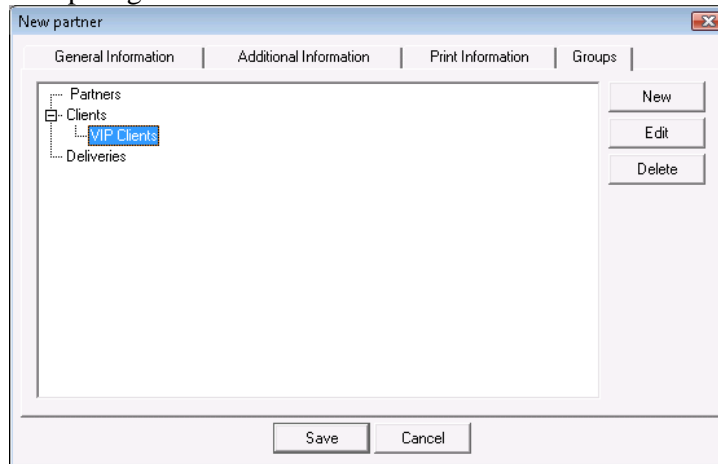 New partner
General Information Additional Information Print Information Groups
Partners
Clients
VIP Clients
Deliveries
New
Edit
Delete
Save Cancel